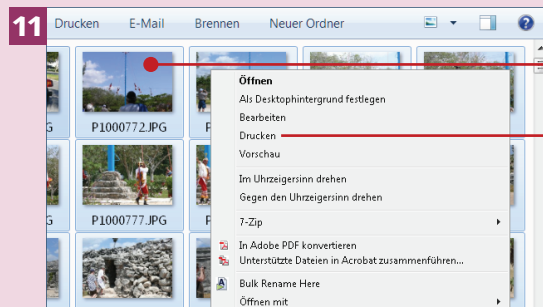 11
Drucken E-Mail Brennen Neuer Ordner
Öffnen
Als Desktophintergrund festlegen
Bearbeiten
Drucken
Vorschau
Im Uhrzeigersinn drehen
Gegen den Uhrzeigersinn drehen
7-Zip
In Adobe PDF konvertieren
Unterstützte Dateien in Acrobat zusammenführen...
Bulk Rename Here
Öffnen mit
P1000772.JPG
P1000777.JPG